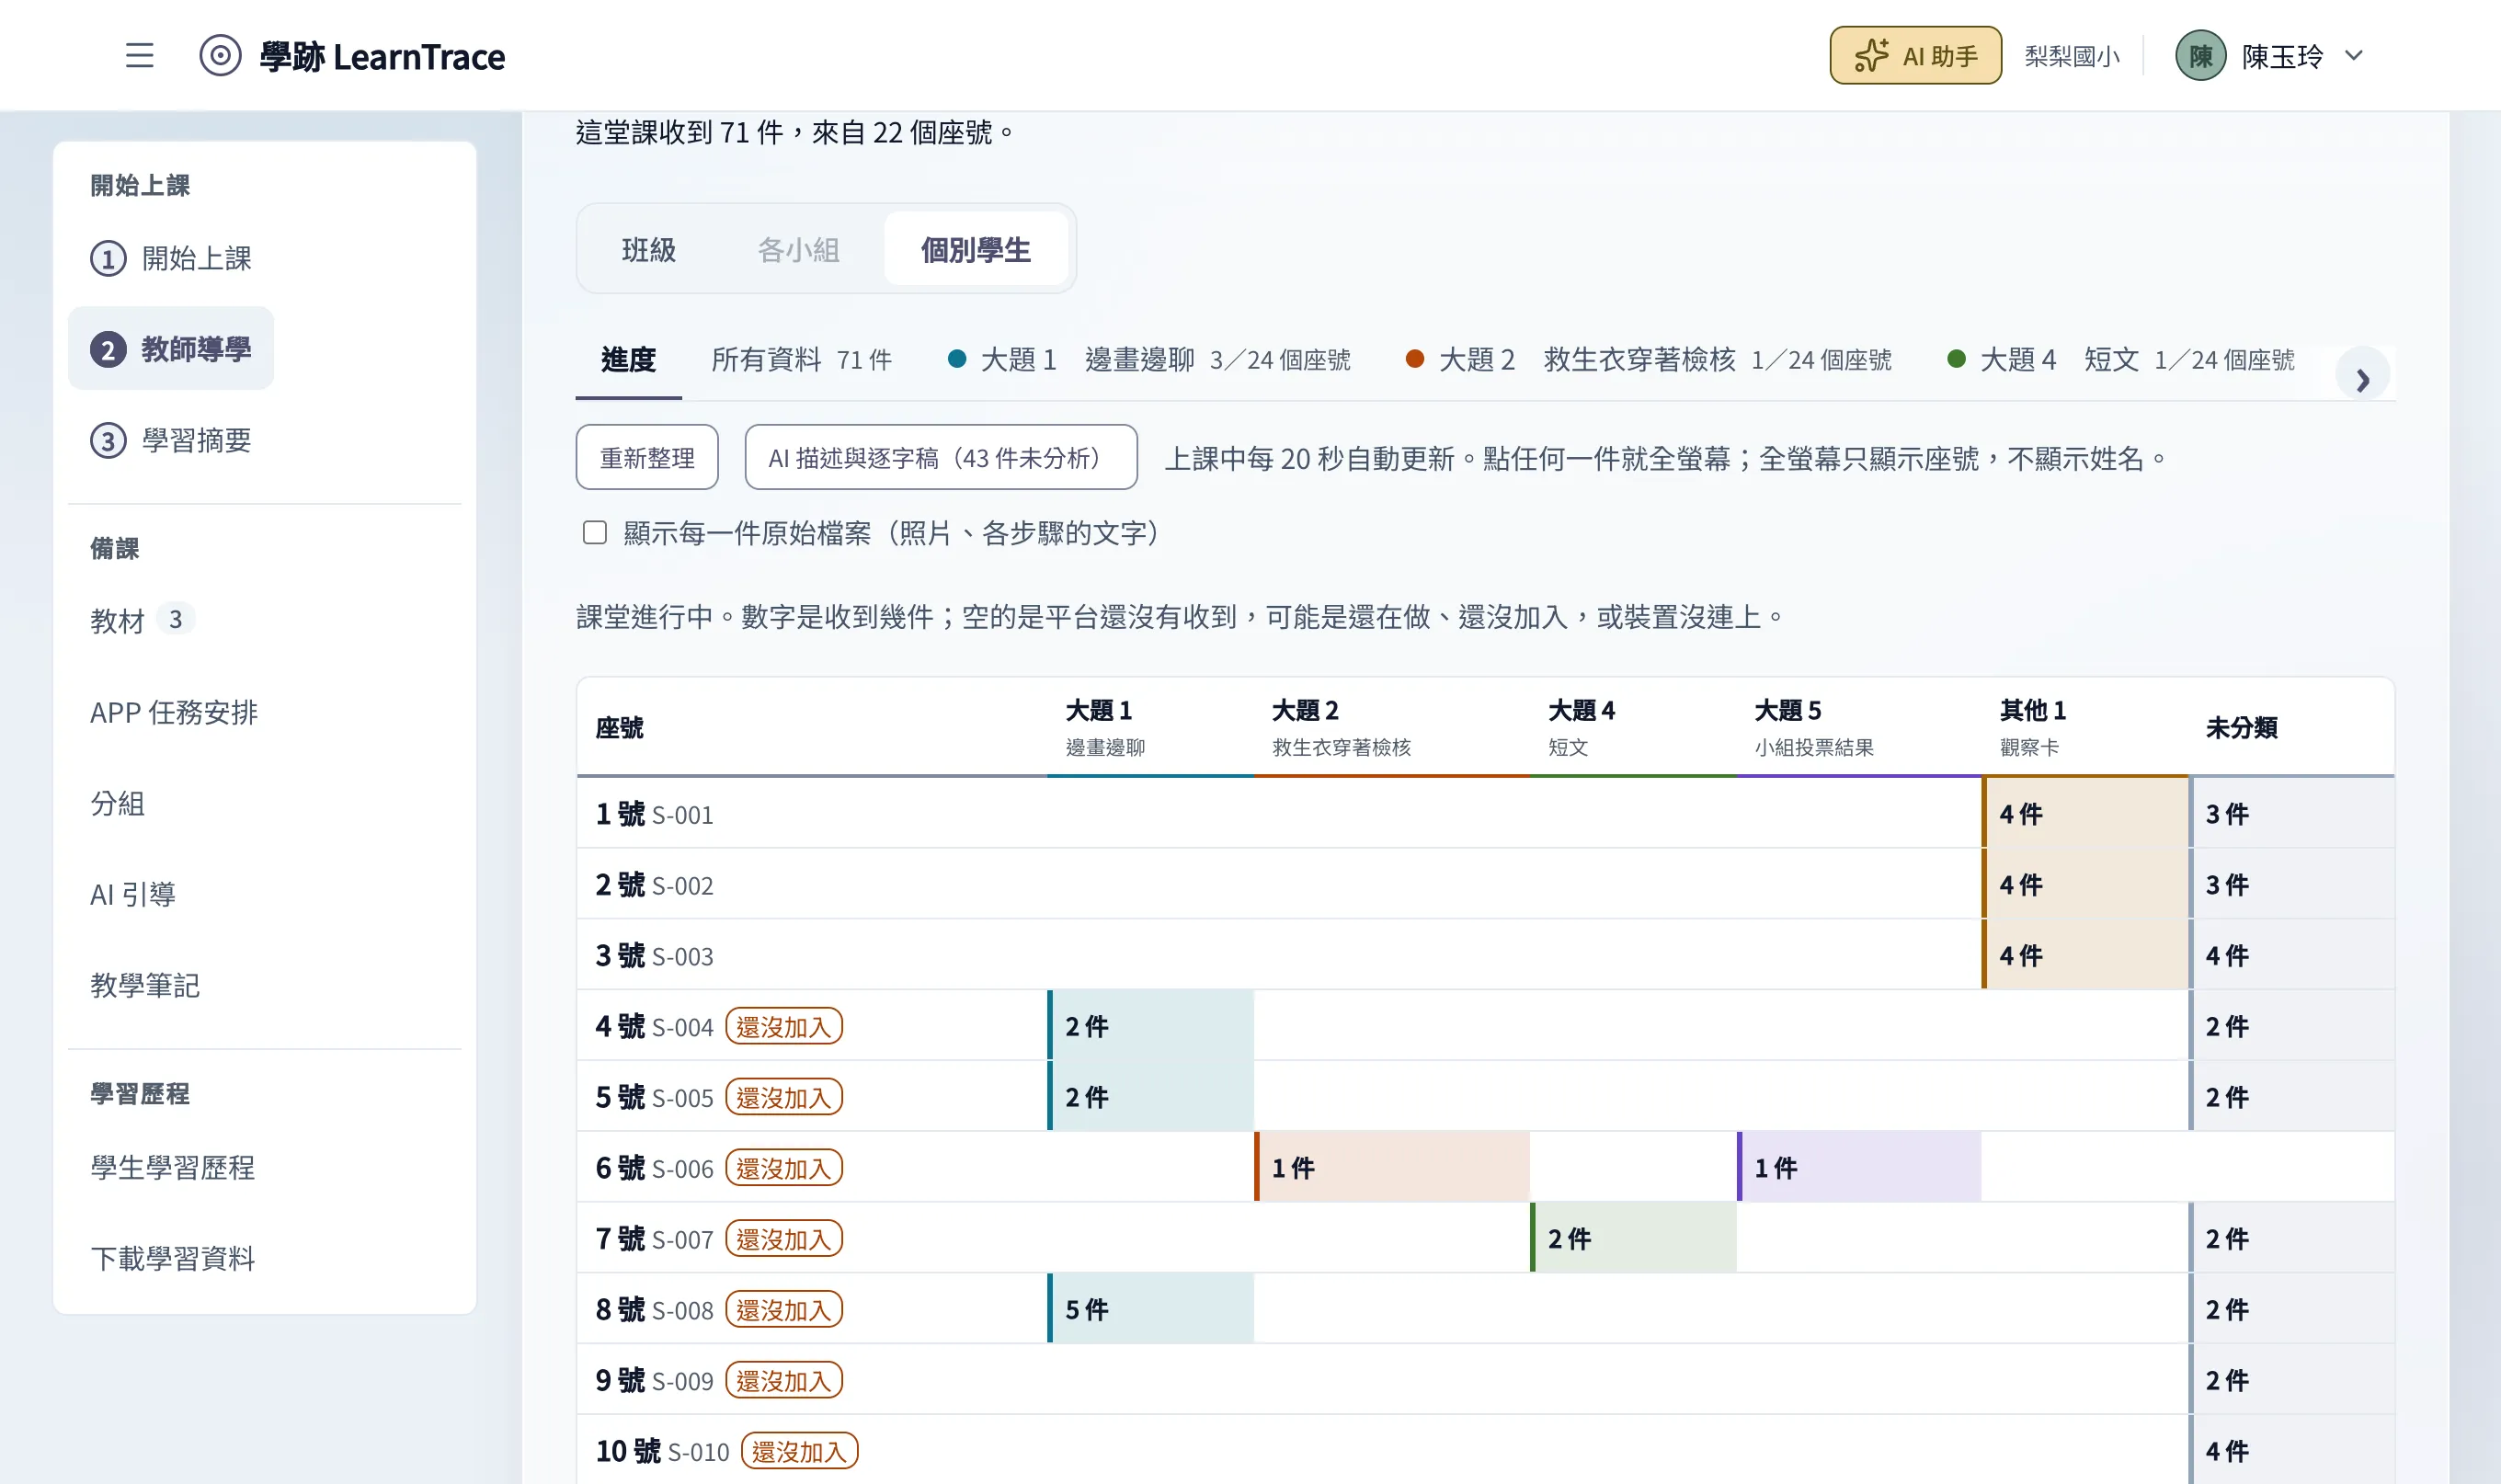 學跡 LearnTrace
AI 助手
梨梨國小
陳 陳玉玲
開始上課
1 開始上課
2 教師導學
3 學習摘要
備課
教材 3
APP 任務安排
分組
AI 引導
教學筆記
學習歷程
學生學習歷程
下載學習資料
這堂課收到 71 件，來自 22 個座號。
班級 各小組 個別學生
進度 所有資料 71 件 大題 1 邊畫邊聊 3／24 個座號 大題 2 救生衣穿著檢核 1／24 個座號 大題 4 短文 1／24 個座號
重新整理 AI 描述與逐字稿（43 件未分析） 上課中每 20 秒自動更新。點任何一件就全螢幕；全螢幕只顯示座號，不顯示姓名。
顯示每一件原始檔案（照片、各步驟的文字）
課堂進行中。數字是收到幾件；空的是平台還沒有收到，可能是還在做、還沒加入，或裝置沒連上。
座號 大題 1 大題 2 大題 4 大題 5 其他 1 未分類
邊畫邊聊 救生衣穿著檢核 短文 小組投票結果 觀察卡
1 號 S-001 4 件 3 件
2 號 S-002 4 件 3 件
3 號 S-003 4 件 4 件
4 號 S-004 還沒加入 2 件 2 件
5 號 S-005 還沒加入 2 件 2 件
6 號 S-006 還沒加入 1 件 1 件
7 號 S-007 還沒加入 2 件 2 件
8 號 S-008 還沒加入 5 件 2 件
9 號 S-009 還沒加入 2 件
10 號 S-010 還沒加入 4 件